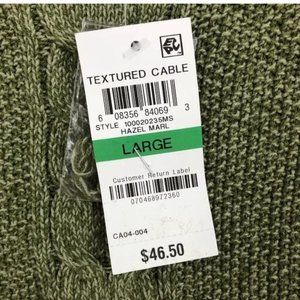 TEXTURED CABLE
6 08356 84069 3
STYLE 100020235MS
HAZEL MARL
LARGE
Customer Return Label
070468972360
CA04-004
$46.50